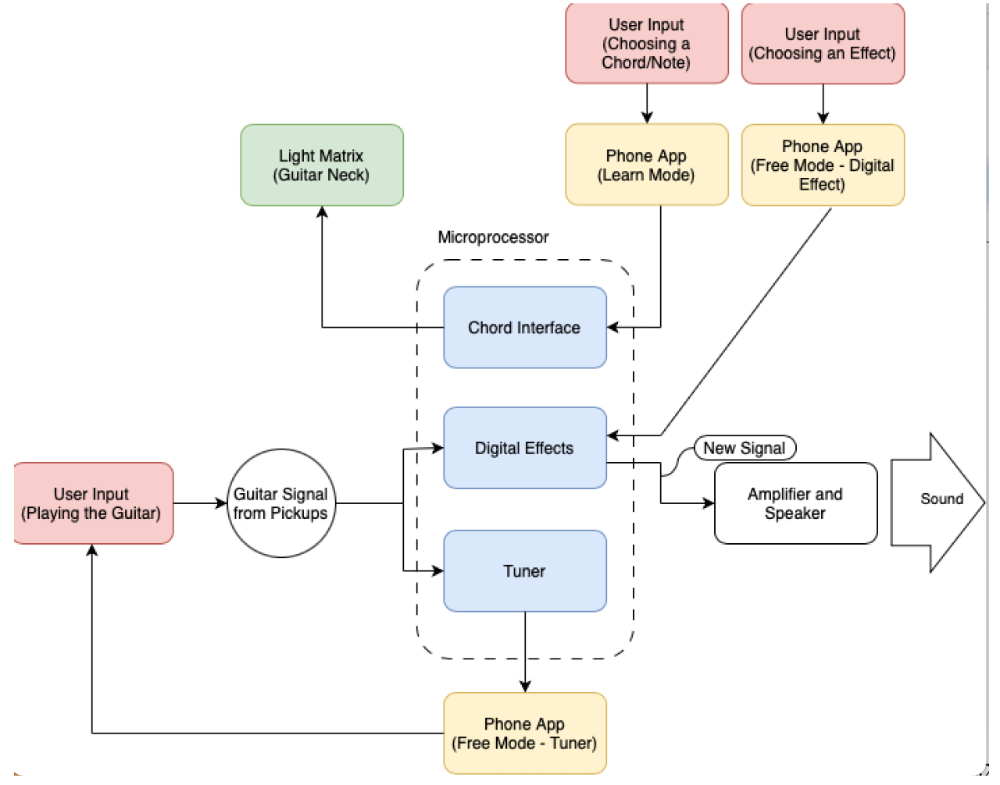 User Input
(Choosing a
Chord/Note)
User Input
(Choosing an Effect)
Light Matrix
(Guitar Neck)
Phone App
(Learn Mode)
Phone App
(Free Mode - Digital
Effect)
Microprocessor
Chord Interface
Digital Effects
New Signal
User Input
(Playing the Guitar)
Guitar Signal
from Pickups
Amplifier and
Speaker
Sound
Tuner
Phone App
(Free Mode - Tuner)